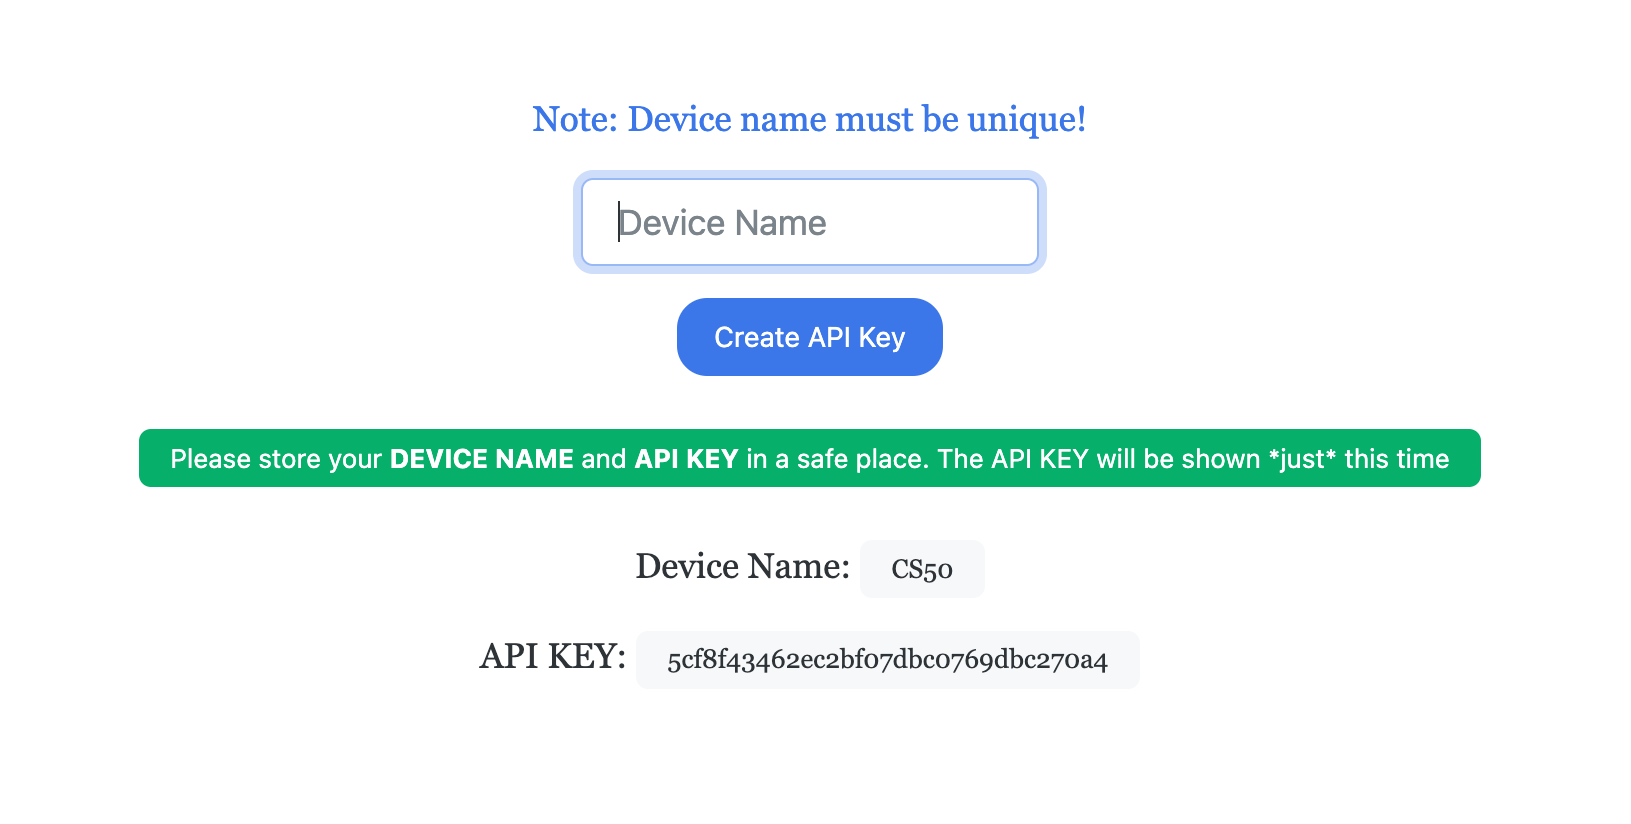 Note: Device name must be unique!
Device Name
Create API Key
Please store your DEVICE NAME and API KEY in a safe place. The API KEY will be shown *just* this time
Device Name: CS50
API KEY: 5cf8f43462ec2bf07dbc0769dbc270a4